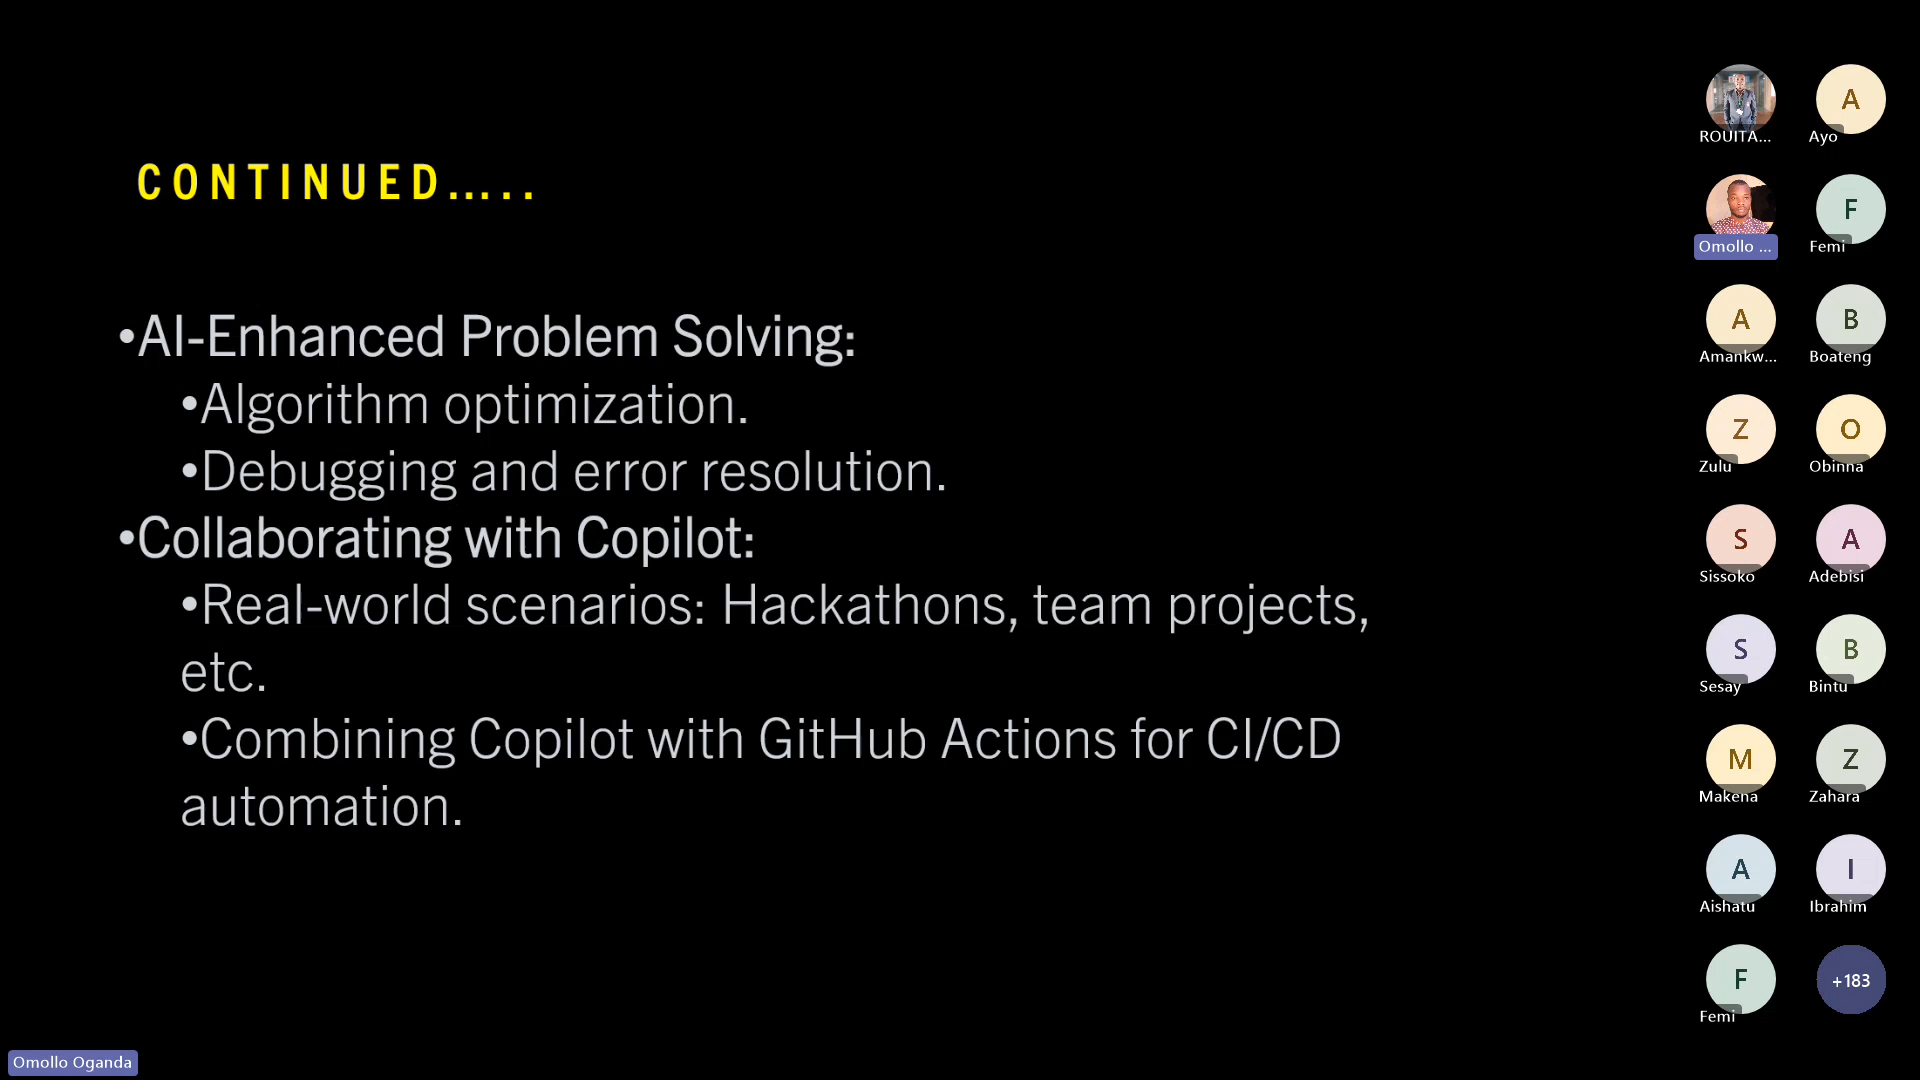 CONTINUED.....
•AI-Enhanced Problem Solving:
•Algorithm optimization.
•Debugging and error resolution.
•Collaborating with Copilot:
•Real-world scenarios: Hackathons, team projects,
etc.
•Combining Copilot with GitHub Actions for CI/CD
automation.
ROUITA...
A
Ayo
Omollo ...
F
Femi
A
Amankw...
B
Boateng
Z
Zulu
O
Obinna
S
Sissoko
A
Adebisi
S
Sesay
B
Bintu
M
Makena
Z
Zahara
A
Aishatu
I
Ibrahim
F
Femi
+183
Omollo Oganda